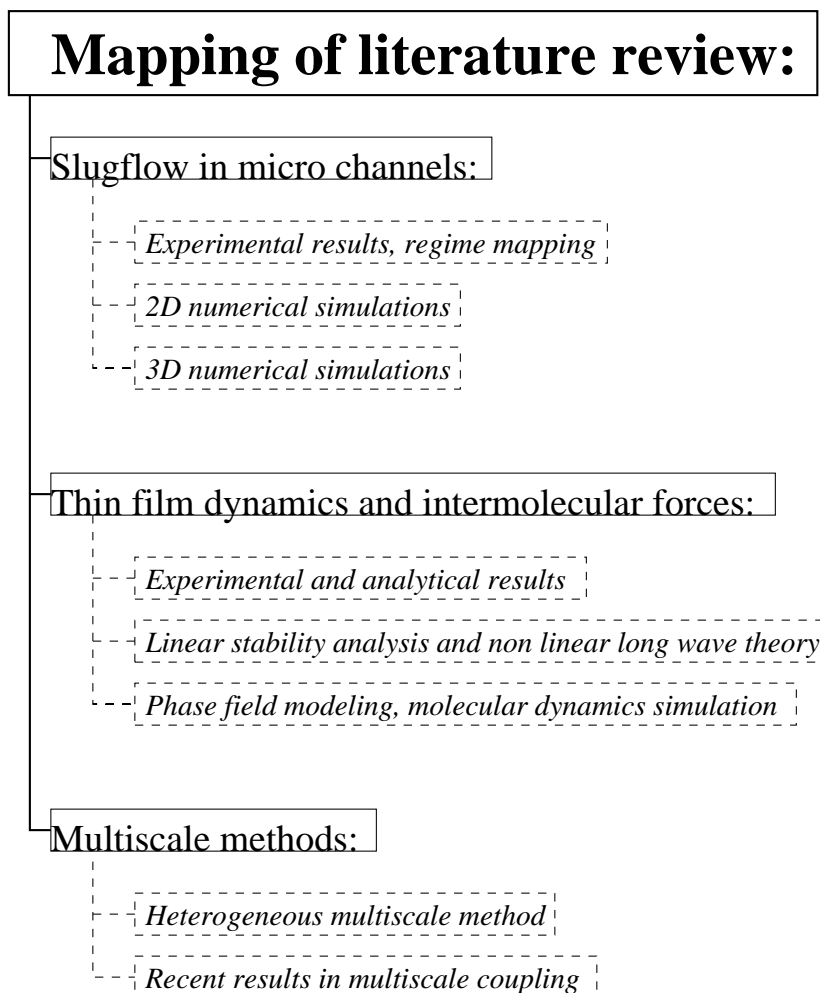 Mapping of literature review:
Slugflow in micro channels:
Experimental results, regime mapping
2D numerical simulations
3D numerical simulations
Thin film dynamics and intermolecular forces:
Experimental and analytical results
Linear stability analysis and non linear long wave theory
Phase field modeling, molecular dynamics simulation
Multiscale methods:
Heterogeneous multiscale method
Recent results in multiscale coupling